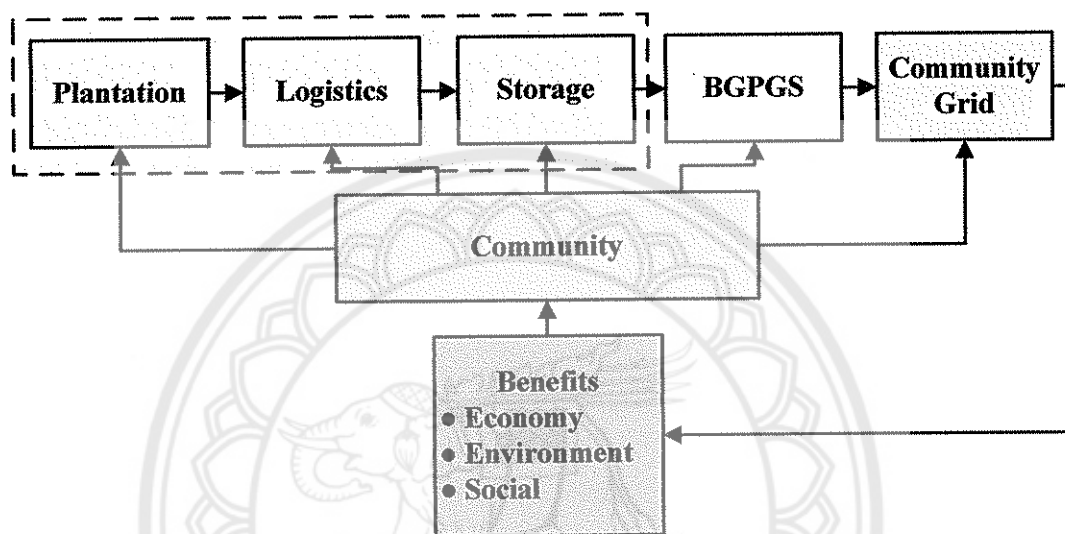 Plantation
Logistics
Storage
BGPGS
Community
Grid
Community
Benefits
• Economy
• Environment
• Social